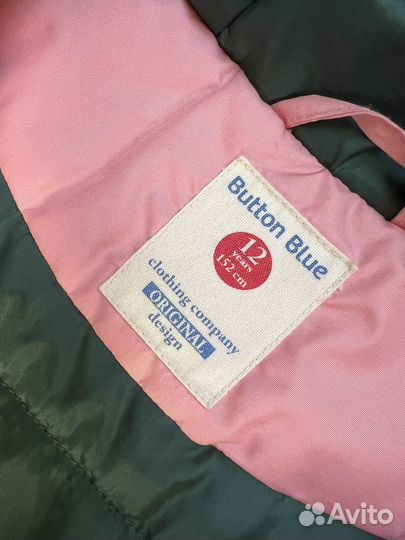 Button Blue
12
years
152 cm
clothing company
ORIGINAL
design
Avito